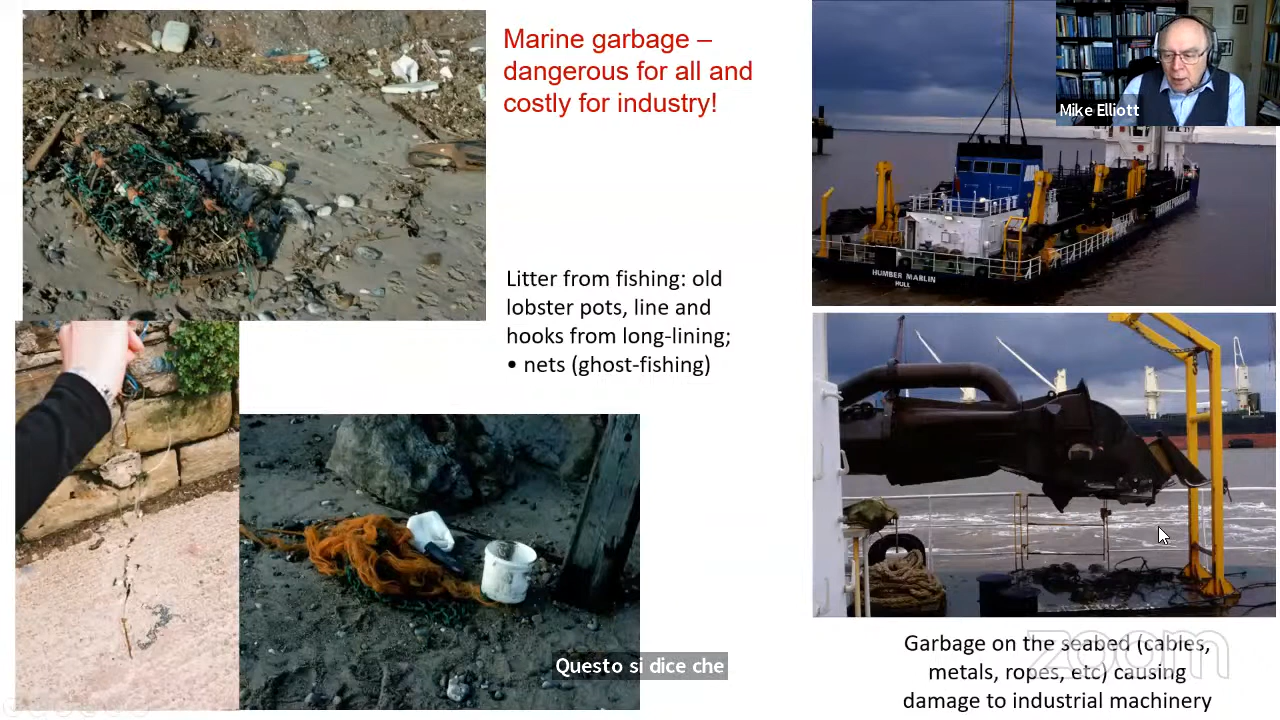 Marine garbage –
dangerous for all and
costly for industry!
Mike Elliott
HUMBER MARLIN
HULL
Litter from fishing: old
lobster pots, line and
hooks from long-lining;
• nets (ghost-fishing)
Questo si dice che
Garbage on the seabed (cables,
metals, ropes, etc) causing
damage to industrial machinery
zoom